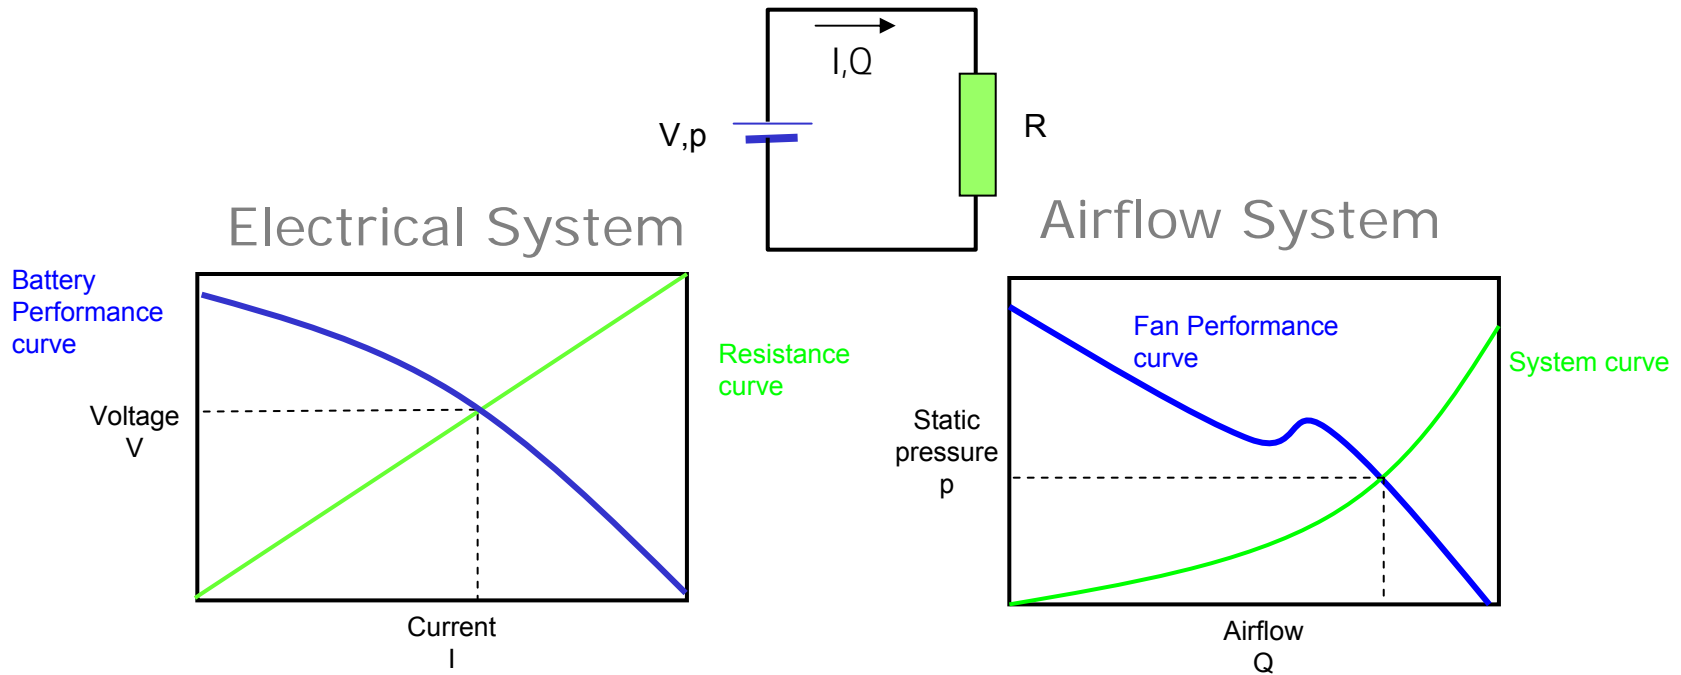 I,Q
V,p
R
Electrical System
Airflow System
Battery
Performance
curve
Resistance
curve
Voltage
V
Current
I
Fan Performance
curve
System curve
Static
pressure
p
Airflow
Q